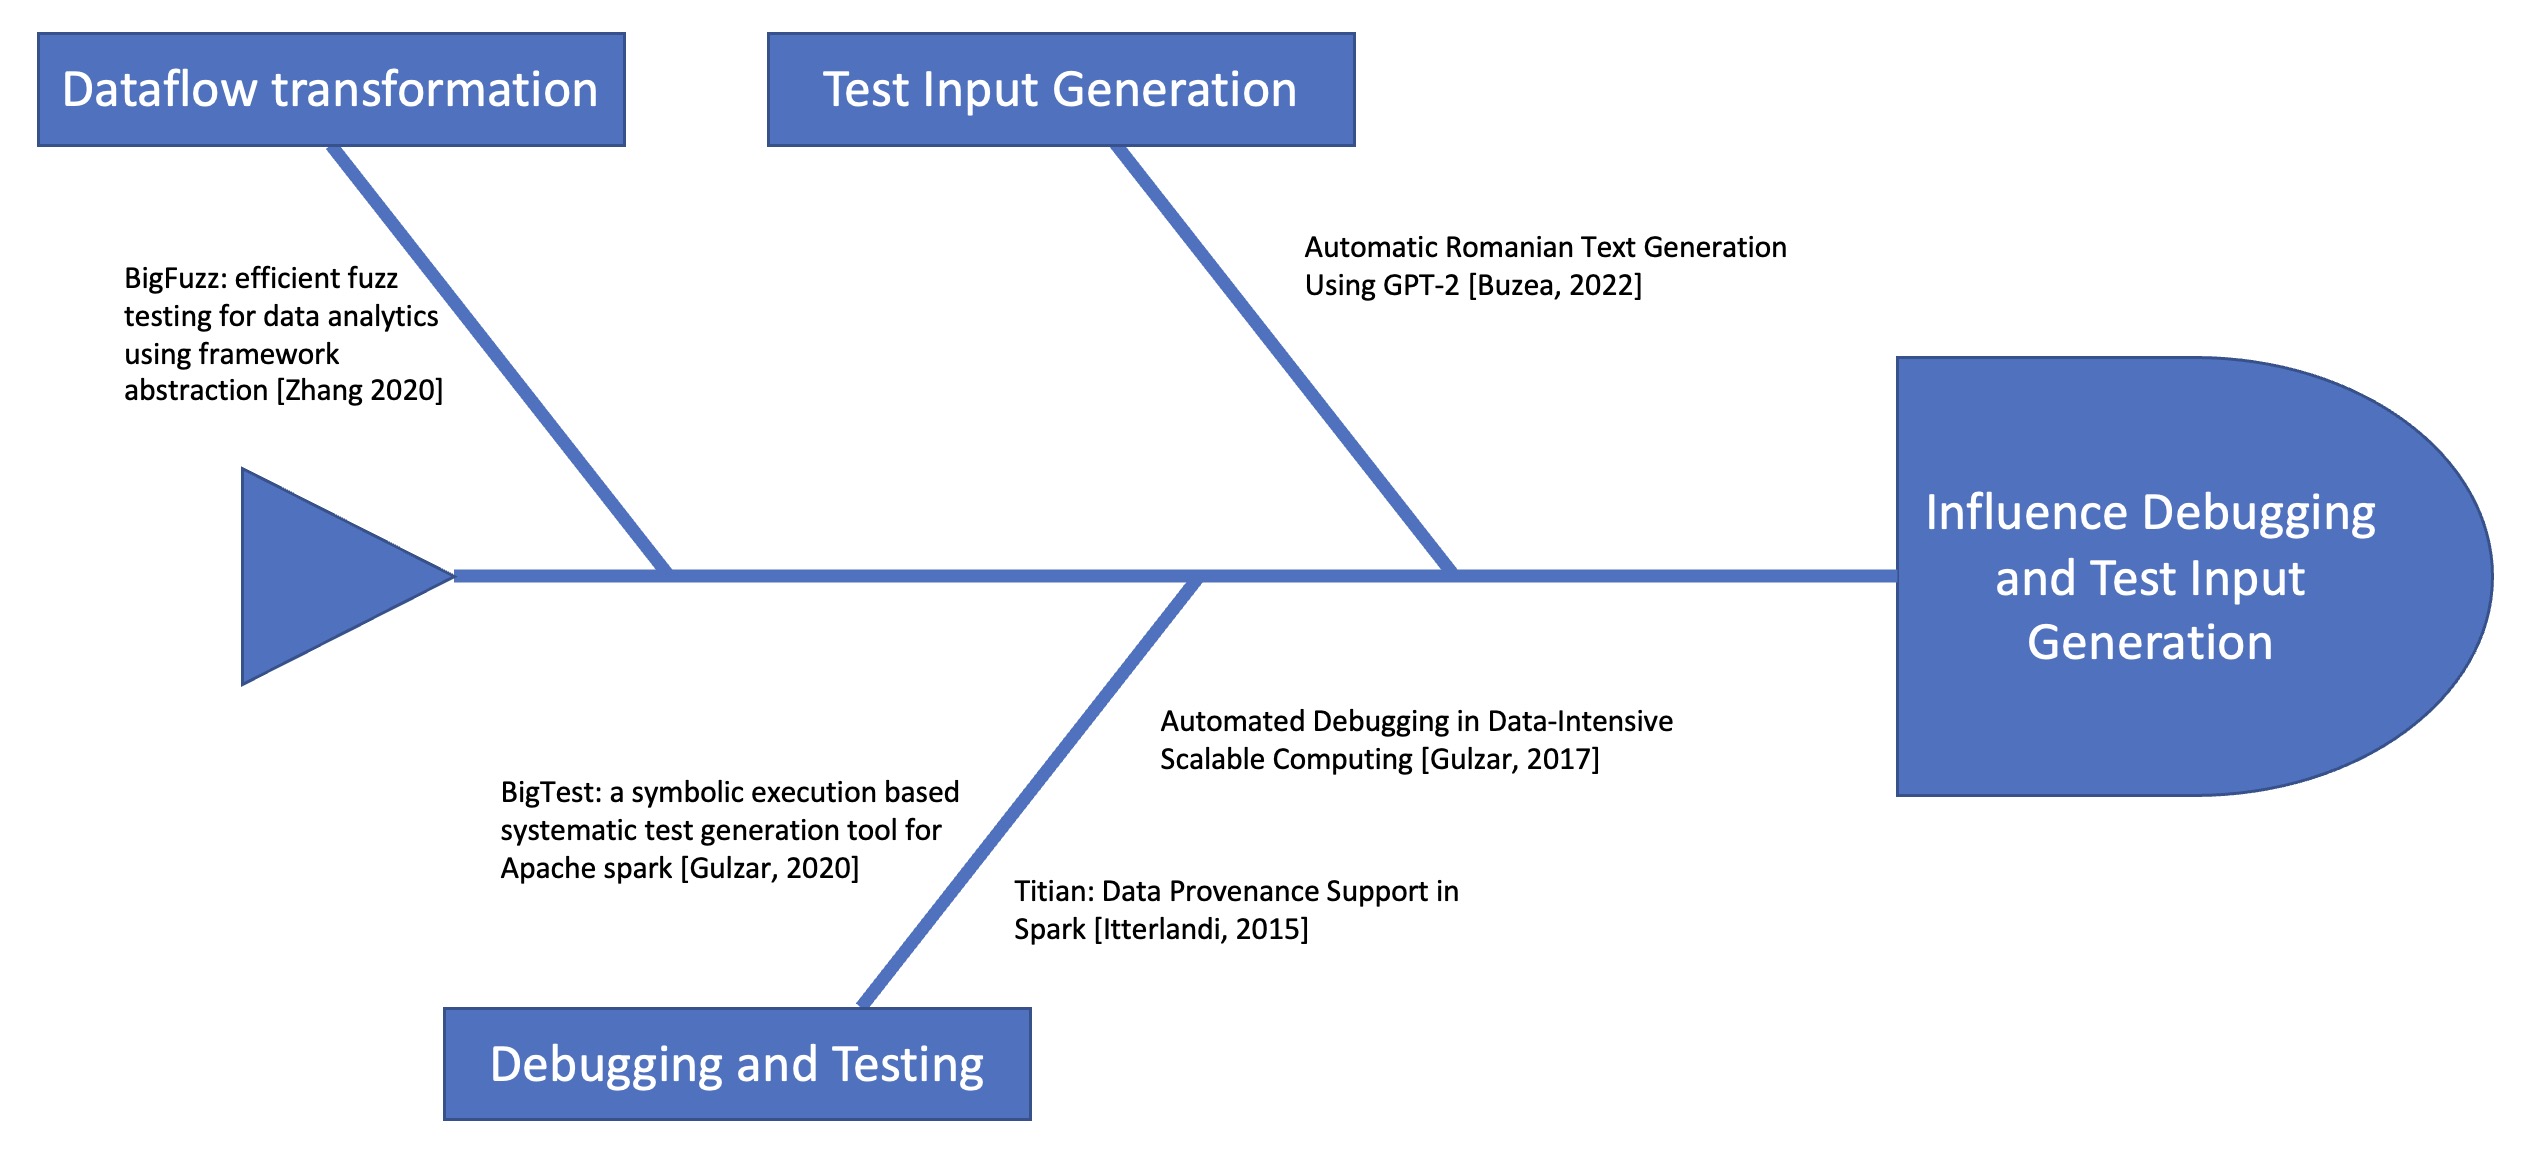 Dataflow transformation
Test Input Generation
Automatic Romanian Text Generation
Using GPT-2 [Buzea, 2022]
BigFuzz: efficient fuzz
testing for data analytics
using framework
abstraction [Zhang 2020]
Influence Debugging
and Test Input
Generation
Automated Debugging in Data-Intensive
Scalable Computing [Gulzar, 2017]
BigTest: a symbolic execution based
systematic test generation tool for
Apache spark [Gulzar, 2020]
Titian: Data Provenance Support in
Spark [Itterlandi, 2015]
Debugging and Testing